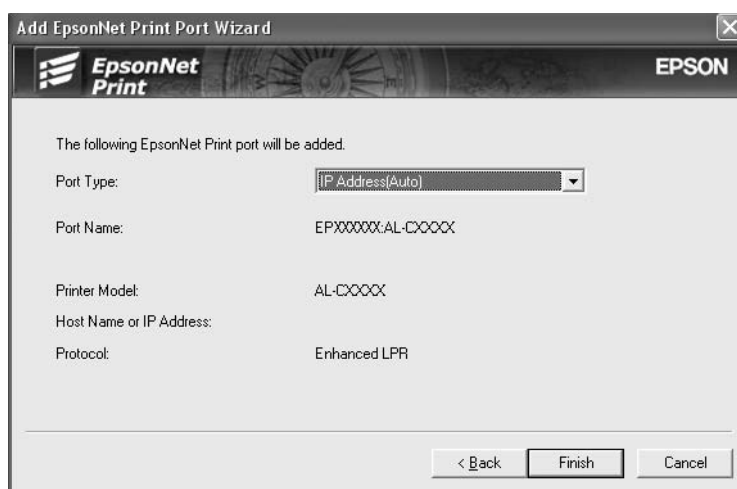 Add EpsonNet Print Port Wizard
EpsonNet
Print
EPSON
The following EpsonNet Print port will be added.
Port Type: IP Address(Auto)
Port Name: EPXXXXXX:AL-CXXXX
Printer Model: AL-CXXXX
Host Name or IP Address:
Protocol: Enhanced LPR
< Back Finish Cancel